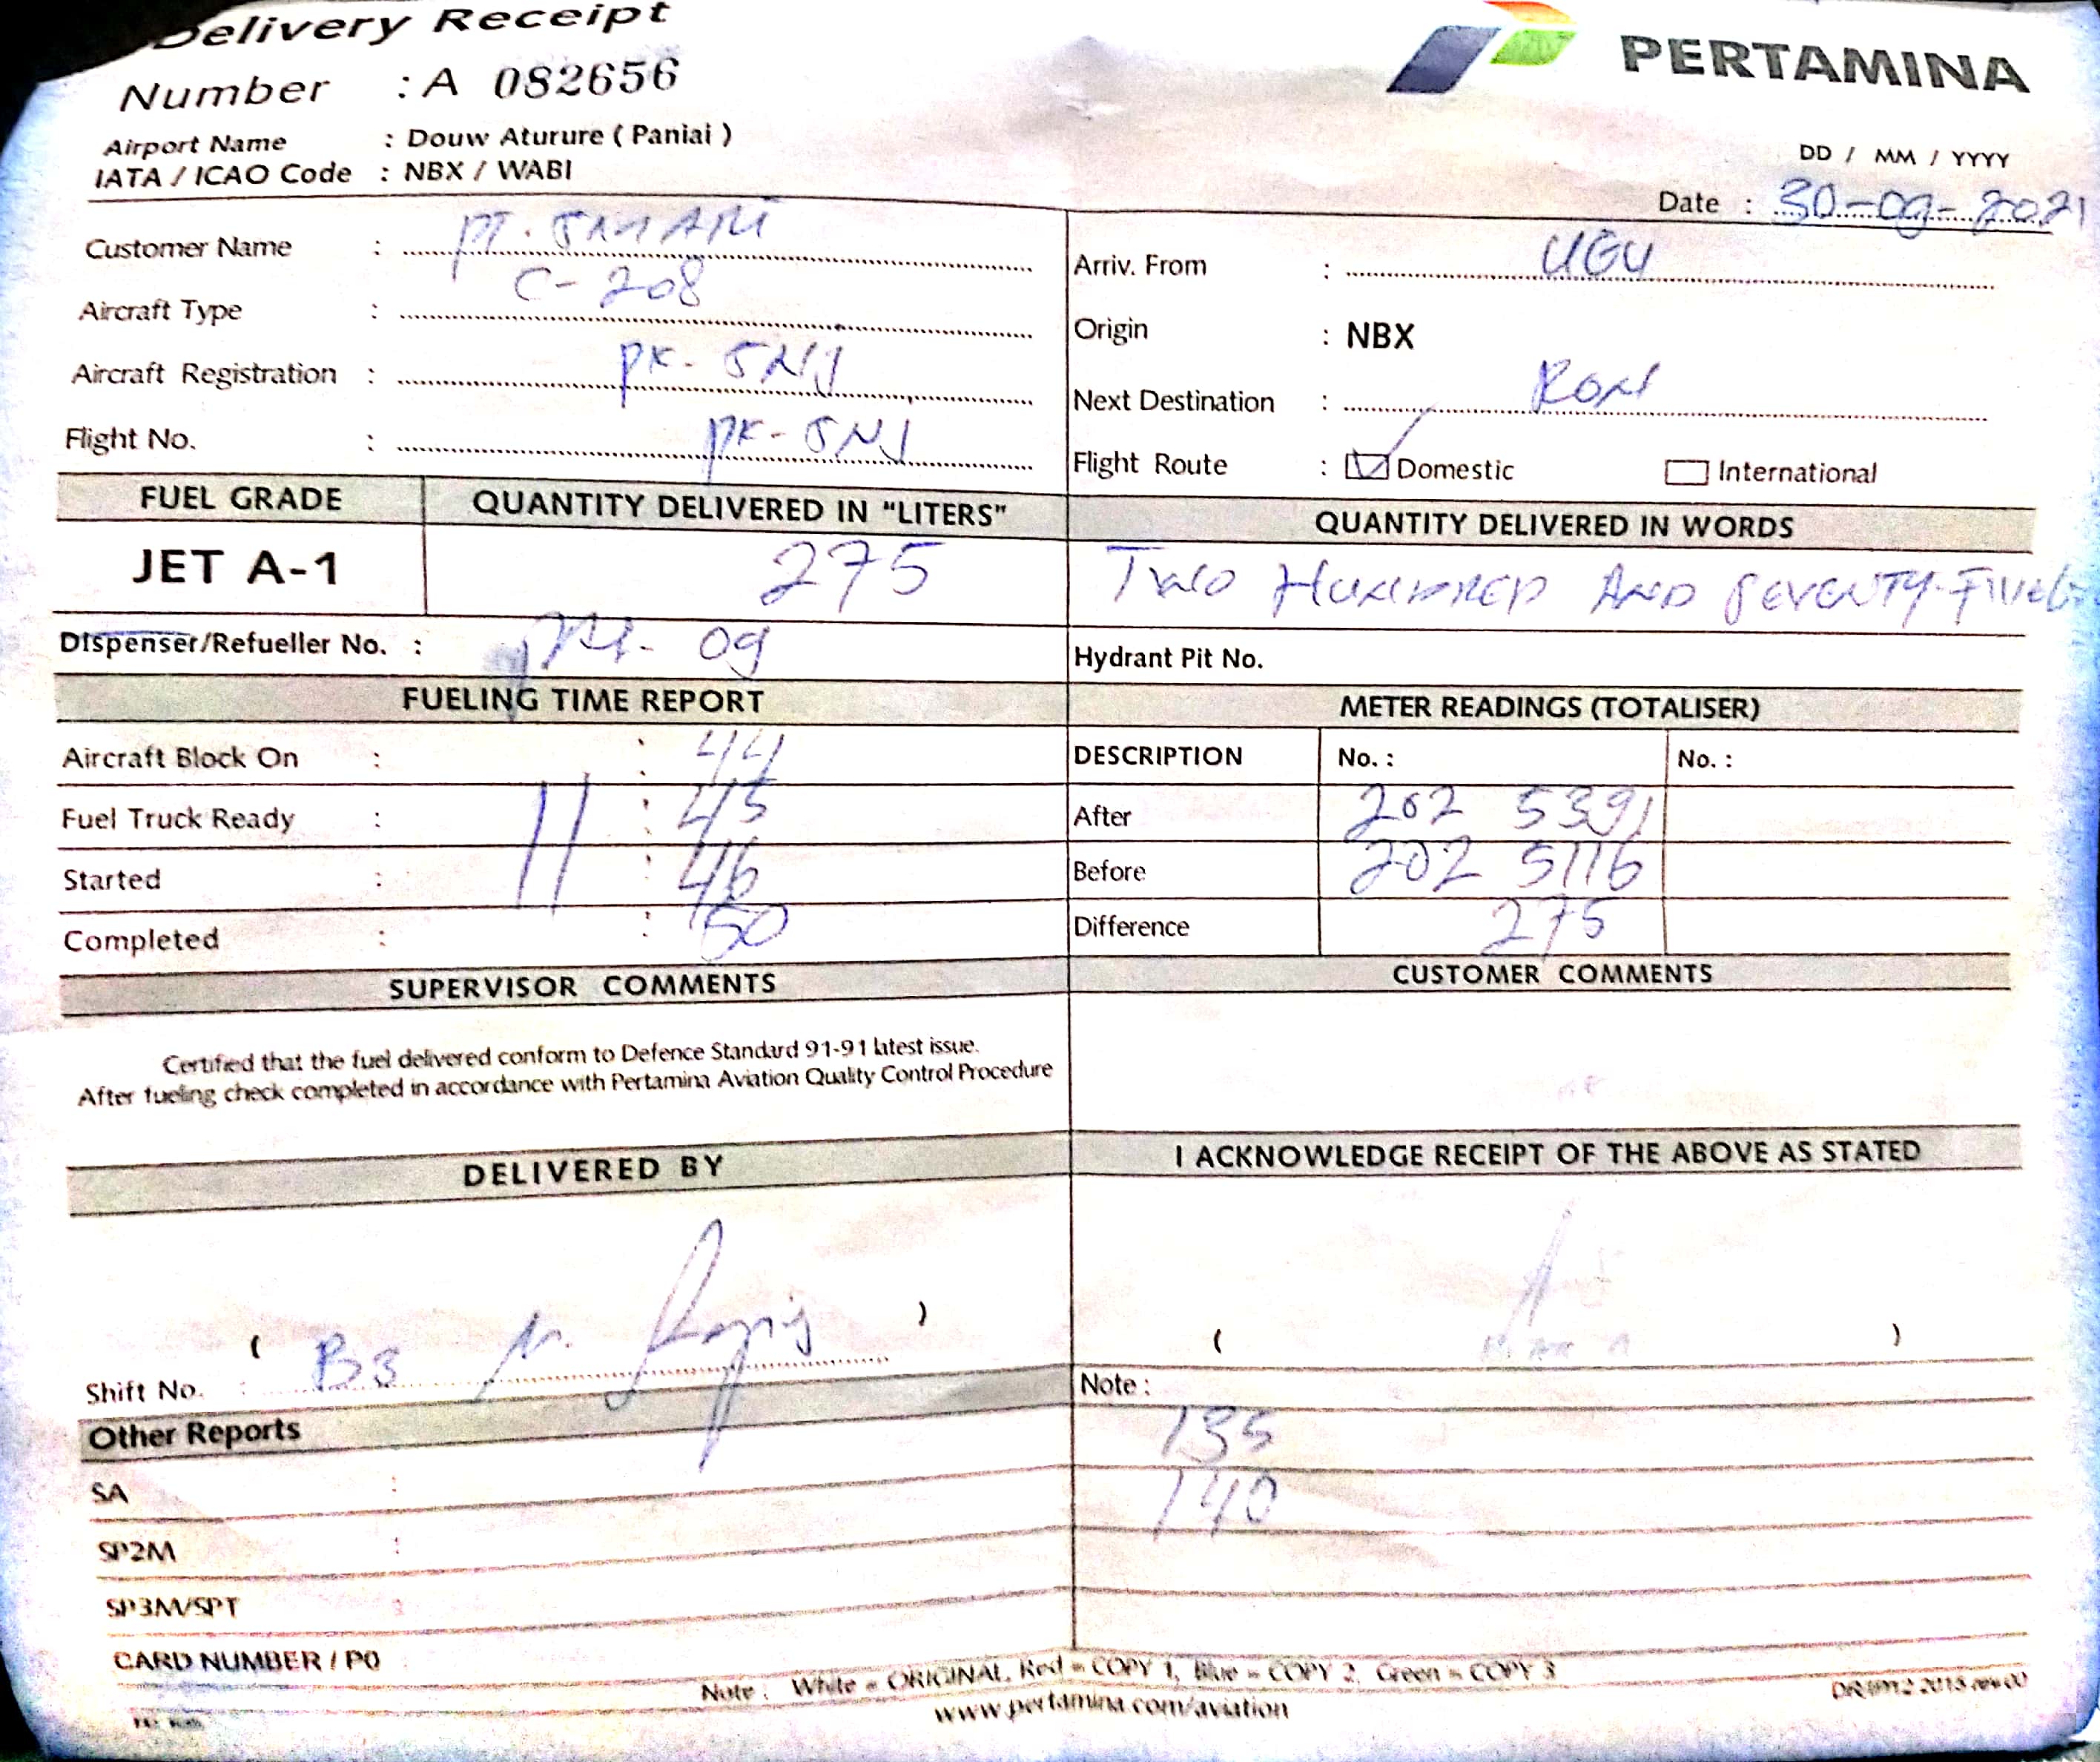 Delivery Receipt
PERTAMINA
Number : A 082656
Airport Name : Douw Aturure ( Paniai )
IATA / ICAO Code : NBX / WABI
DD / MM / YYYY
Date : 30-09-2021
Customer Name : PT.
Aircraft Type : C-208
Aircraft Registration : PK-
Flight No. : PK-SNJ
Arriv. From : UGU
Origin : NBX
Next Destination :
Flight Route : Domestic International
FUEL GRADE QUANTITY DELIVERED IN "LITERS" QUANTITY DELIVERED IN WORDS
JET A-1 275 TWO HUNDRED AND SEVENTY-FIVE
Dispenser/Refueller No. : 09
Hydrant Pit No.
FUELING TIME REPORT
Aircraft Block On : : 44
Fuel Truck Ready : 11 : 45
Started : : 46
Completed : : 50
METER READINGS (TOTALISER)
DESCRIPTION No. : No. :
After 202 5391
Before 202 5116
Difference 275
SUPERVISOR COMMENTS
Certified that the fuel delivered conform to Defence Standard 91-91 latest issue.
After fueling check completed in accordance with Pertamina Aviation Quality Control Procedure
CUSTOMER COMMENTS
DELIVERED BY
( )
Shift No. : B3
I ACKNOWLEDGE RECEIPT OF THE ABOVE AS STATED
( )
Other Reports
SA :
SP2M :
SP3M/SPT :
CARD NUMBER / PO
Note :
135
140
Note : White = ORIGINAL, Red = COPY 1, Blue = COPY 2, Green = COPY 3
www.pertamina.com/aviation